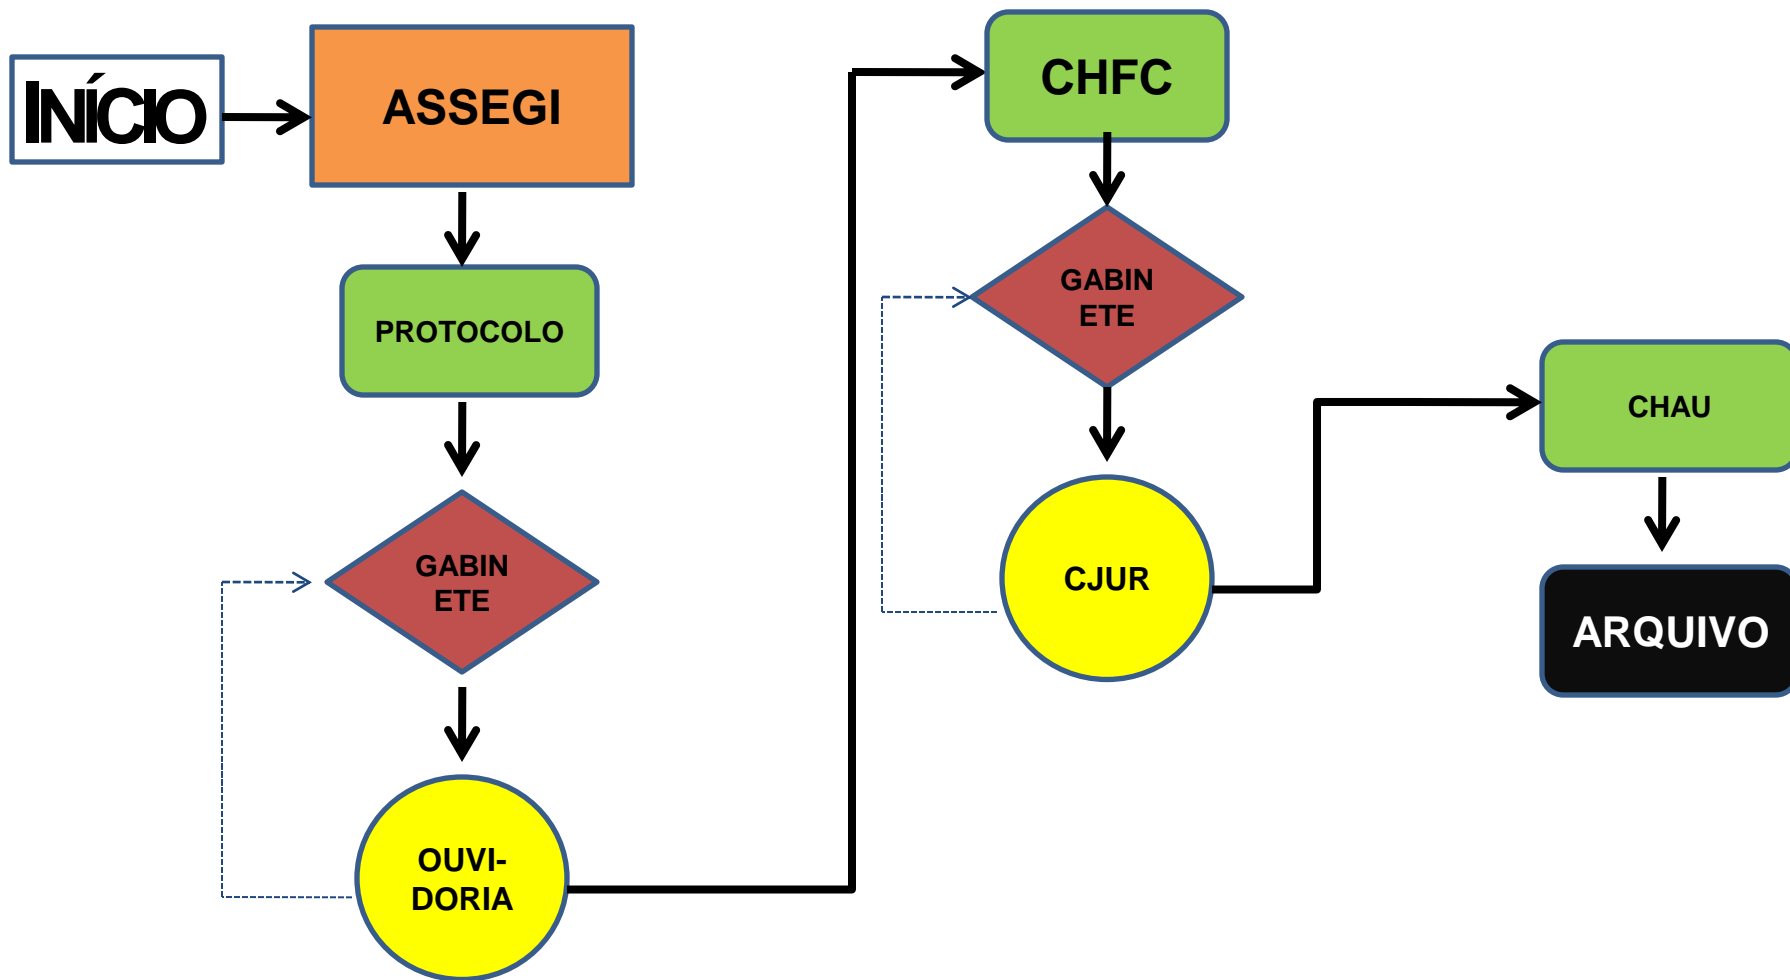 INÍCIO
ASSEGI
PROTOCOLO
GABIN
ETE
OUVI-
DORIA
CHFC
GABIN
ETE
CJUR
CHAU
ARQUIVO